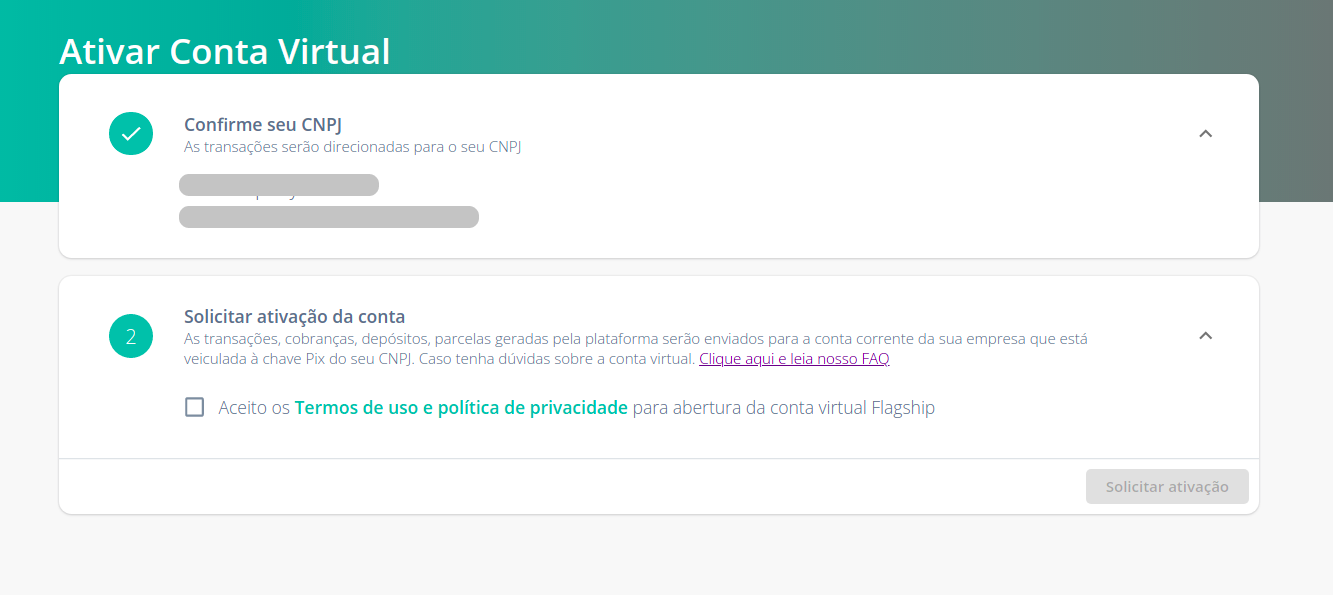 Ativar Conta Virtual
Confirme seu CNPJ
As transações serão direcionadas para o seu CNPJ
2
Solicitar ativação da conta
As transações, cobranças, depósitos, parcelas geradas pela plataforma serão enviados para a conta corrente da sua empresa que está
veiculada à chave Pix do seu CNPJ. Caso tenha dúvidas sobre a conta virtual. Clique aqui e leia nosso FAQ
Aceito os Termos de uso e política de privacidade para abertura da conta virtual Flagship
Solicitar ativação